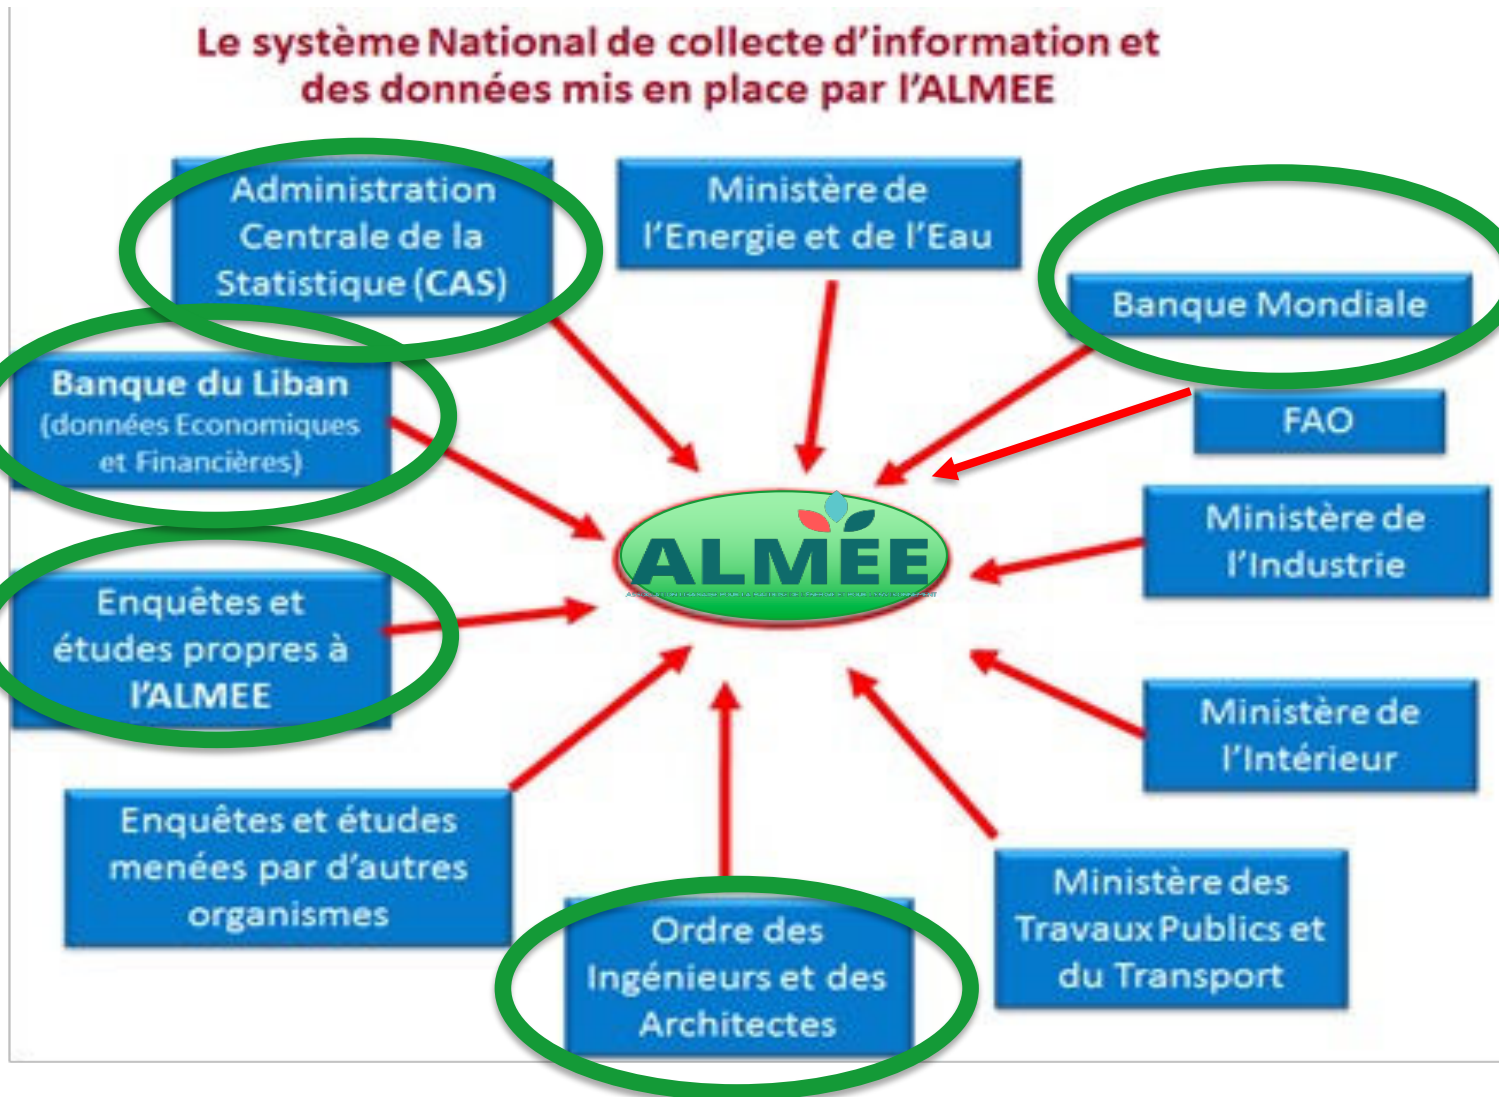 Le système National de collecte d'information et
des données mis en place par l'ALMEE
Administration
Centrale de la
Statistique (CAS)
Ministère de
l'Energie et de l'Eau
Banque Mondiale
Banque du Liban
(données Economiques
et Financières)
FAO
Ministère de
l'Industrie
ALMEE
Enquêtes et
études propres à
l'ALMEE
Ministère de
l'Intérieur
Enquêtes et études
menées par d'autres
organismes
Ordre des
Ingénieurs et des
Architectes
Ministère des
Travaux Publics et
du Transport